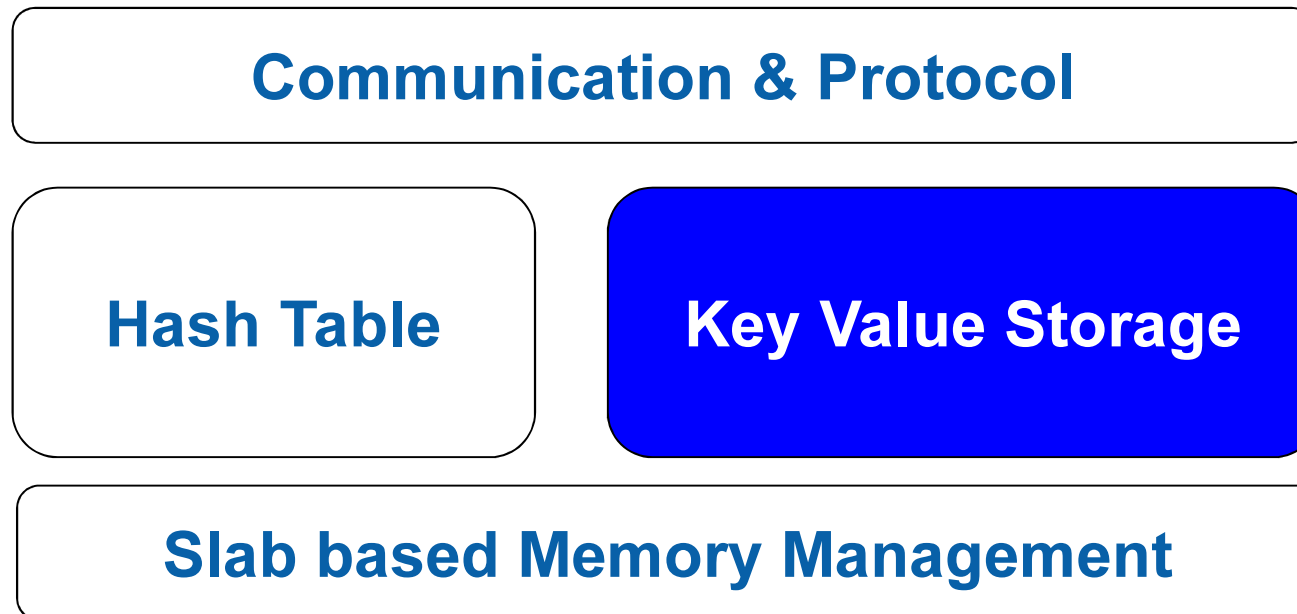 Communication & Protocol
Hash Table
Key Value Storage
Slab based Memory Management